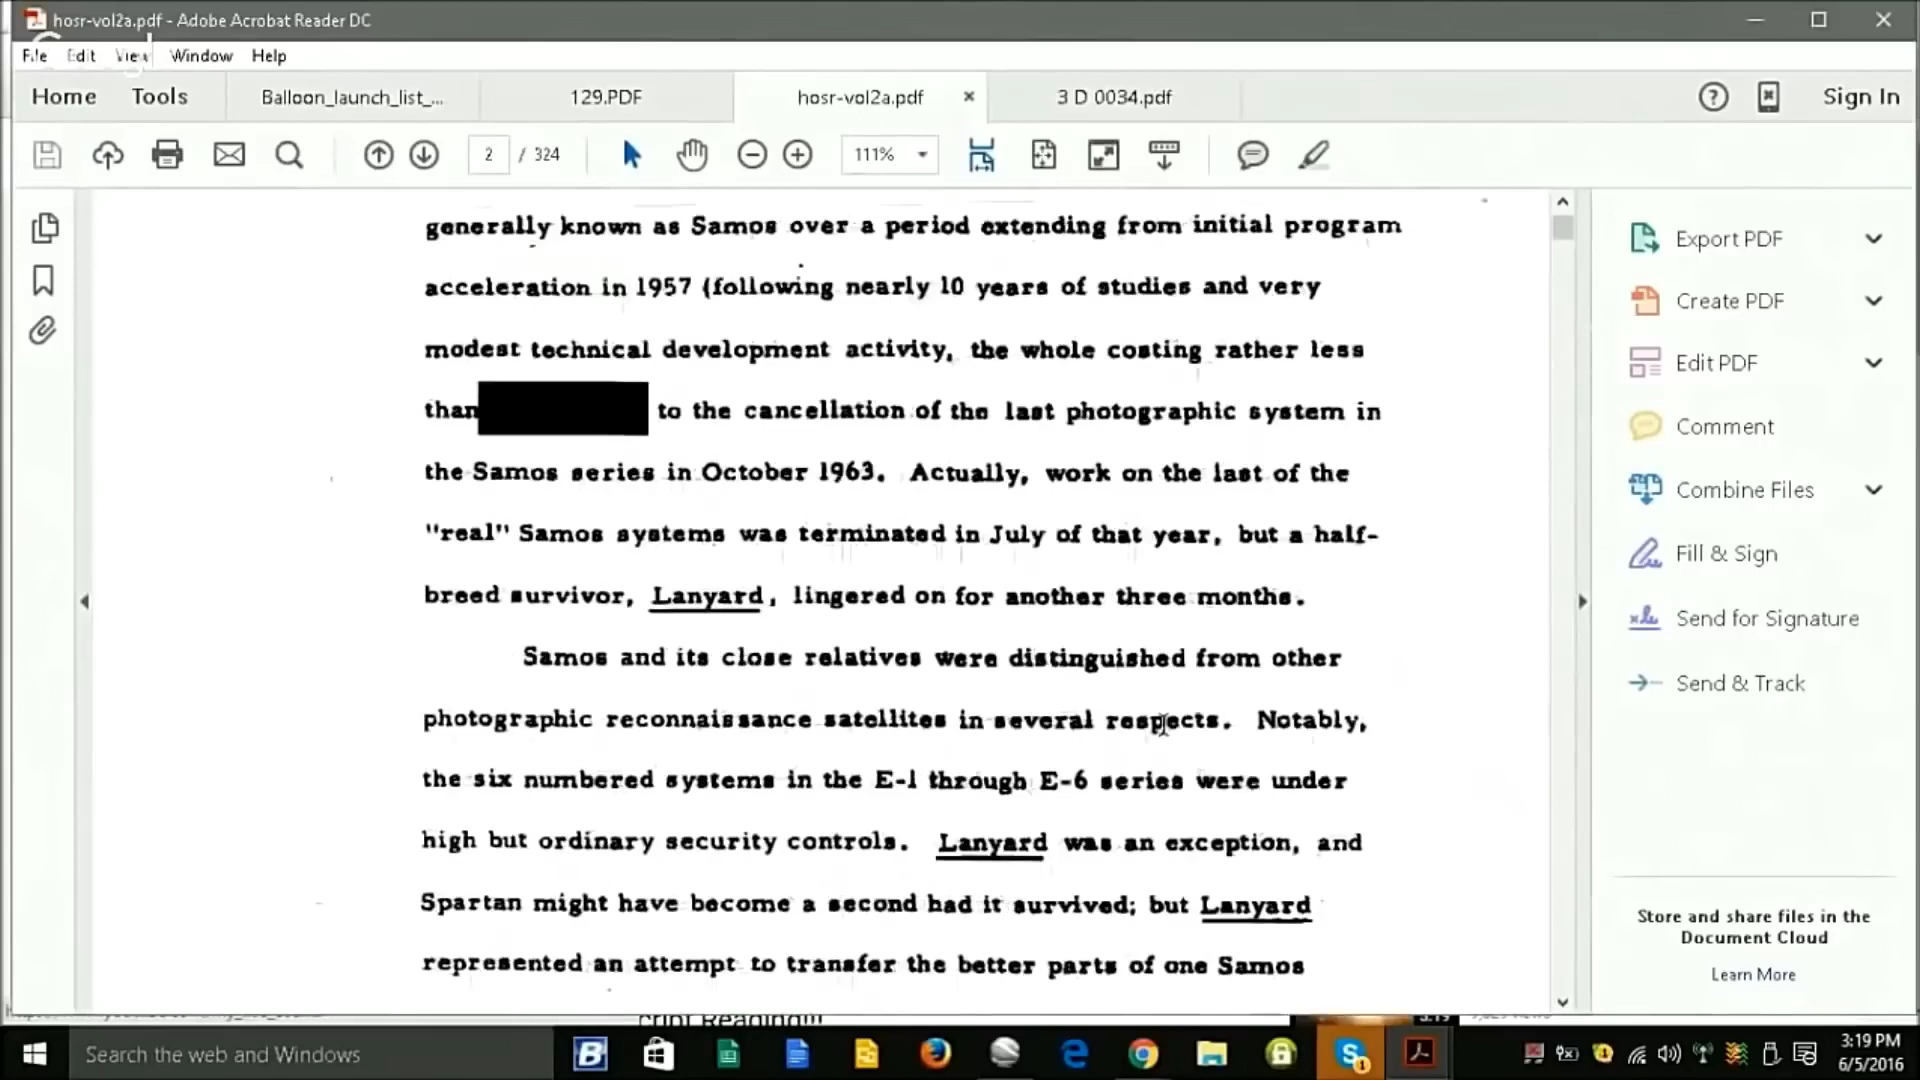 hosr-vol2a.pdf - Adobe Acrobat Reader DC
File Edit View Window Help
Home Tools Balloon_launch_list_... 129.PDF hosr-vol2a.pdf × 3 D 0034.pdf Sign In
2 / 324 111%
generally known as Samos over a period extending from initial program
acceleration in 1957 (following nearly 10 years of studies and very
modest technical development activity, the whole costing rather less
than to the cancellation of the last photographic system in
the Samos series in October 1963. Actually, work on the last of the
"real" Samos systems was terminated in July of that year, but a half-
breed survivor, Lanyard, lingered on for another three months.
Samos and its close relatives were distinguished from other
photographic reconnaissance satellites in several respects. Notably,
the six numbered systems in the E-1 through E-6 series were under
high but ordinary security controls. Lanyard was an exception, and
Spartan might have become a second had it survived; but Lanyard
represented an attempt to transfer the better parts of one Samos
Export PDF
Create PDF
Edit PDF
Comment
Combine Files
Fill & Sign
Send for Signature
Send & Track
Store and share files in the
Document Cloud
Learn More
Search the web and Windows
3:19 PM
6/5/2016